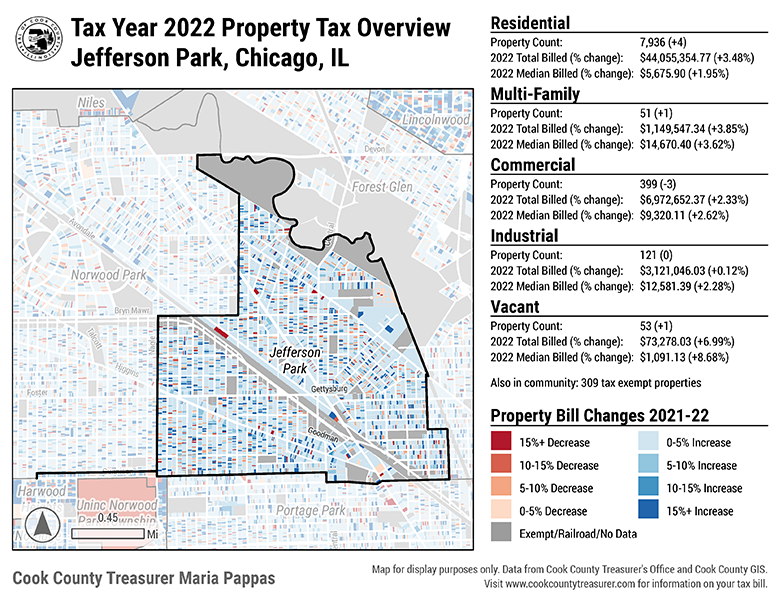 Tax Year 2022 Property Tax Overview
Jefferson Park, Chicago, IL
Niles
Lincolnwood
Devon
Forest Glen
Central
Avondale
Norwood Park
Bryn Mawr
Talcott
Nagle
Higgins
Jefferson
Park
Gettysburg
Foster
Goodman
Harwood
Uninc Norwood
Park Township
Portage Park
Central
0.45
Mi
Residential
Property Count: 7,936 (+4)
2022 Total Billed (% change): $44,055,354.77 (+3.48%)
2022 Median Billed (% change): $5,675.90 (+1.95%)
Multi-Family
Property Count: 51 (+1)
2022 Total Billed (% change): $1,149,547.34 (+3.85%)
2022 Median Billed (% change): $14,670.40 (+3.62%)
Commercial
Property Count: 399 (-3)
2022 Total Billed (% change): $6,972,652.37 (+2.33%)
2022 Median Billed (% change): $9,320.11 (+2.62%)
Industrial
Property Count: 121 (0)
2022 Total Billed (% change): $3,121,046.03 (+0.12%)
2022 Median Billed (% change): $12,581.39 (+2.28%)
Vacant
Property Count: 53 (+1)
2022 Total Billed (% change): $73,278.03 (+6.99%)
2022 Median Billed (% change): $1,091.13 (+8.68%)
Also in community: 309 tax exempt properties
Property Bill Changes 2021-22
15%+ Decrease
0-5% Increase
10-15% Decrease
5-10% Increase
5-10% Decrease
10-15% Increase
0-5% Decrease
15%+ Increase
Exempt/Railroad/No Data
Cook County Treasurer Maria Pappas
Map for display purposes only. Data from Cook County Treasurer's Office and Cook County GIS.
Visit www.cookcountytreasurer.com for information on your tax bill.